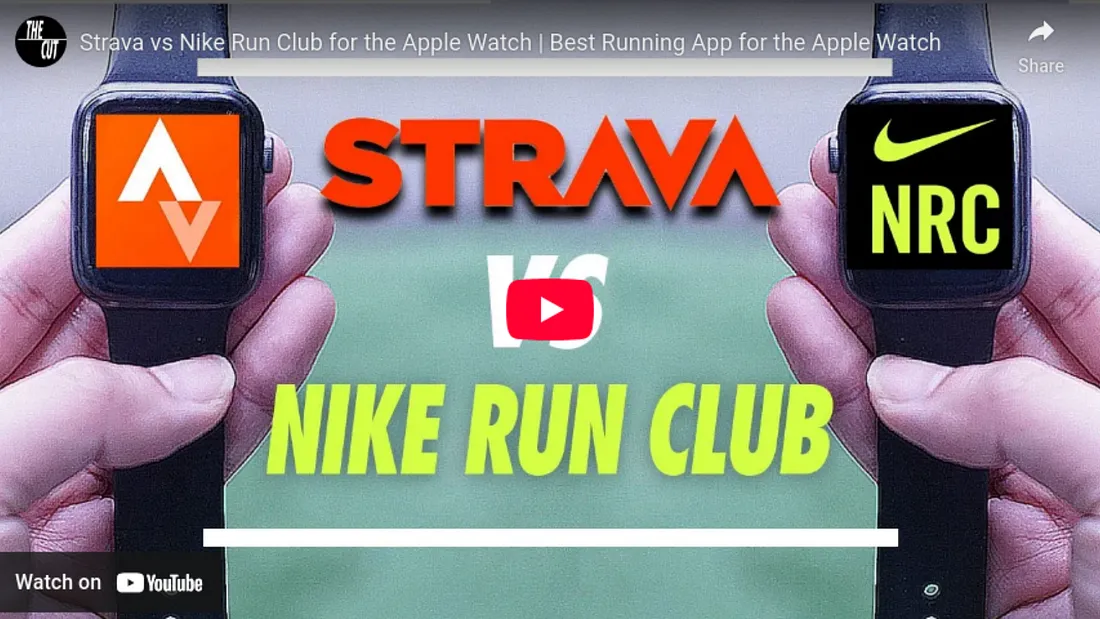 THE
CUT
Strava vs Nike Run Club for the Apple Watch | Best Running App for the Apple Watch
Share
STRAVA
NRC
VS
NIKE RUN CLUB
Watch on YouTube